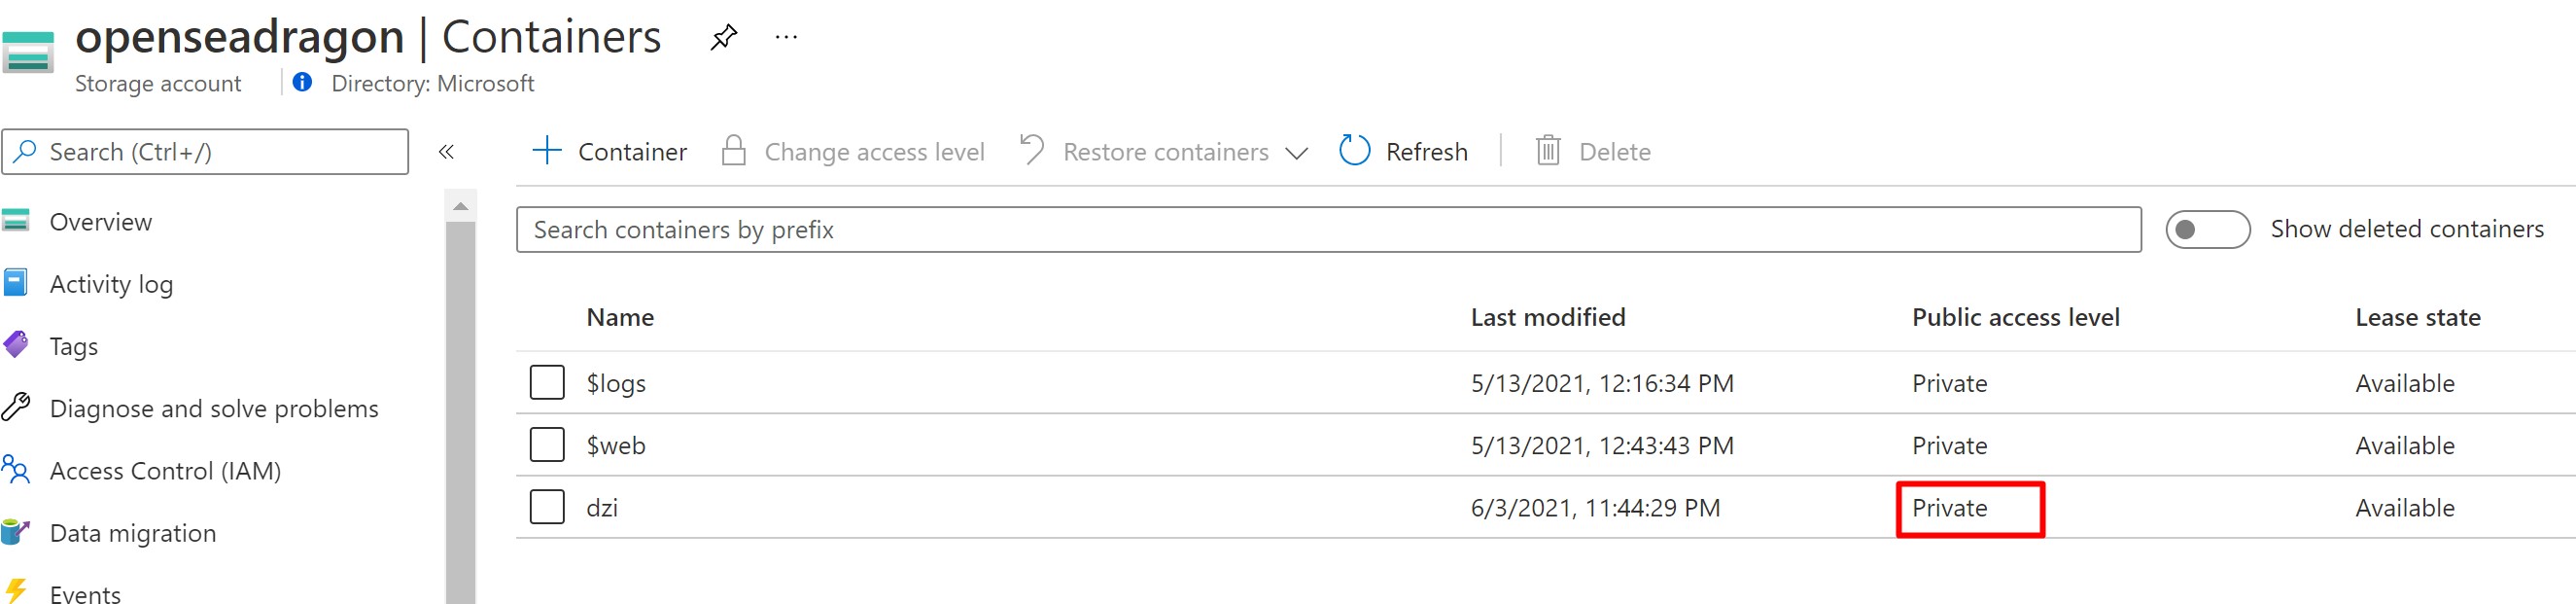 openseadragon | Containers
...
Storage account
Directory: Microsoft
Search (Ctrl+/)
«
Container
Change access level
Restore containers
Refresh
Delete
Overview
Activity log
Tags
Diagnose and solve problems
Access Control (IAM)
Data migration
Events
Search containers by prefix
Show deleted containers
Name Last modified Public access level Lease state
$logs 5/13/2021, 12:16:34 PM Private Available
$web 5/13/2021, 12:43:43 PM Private Available
dzi 6/3/2021, 11:44:29 PM Private Available